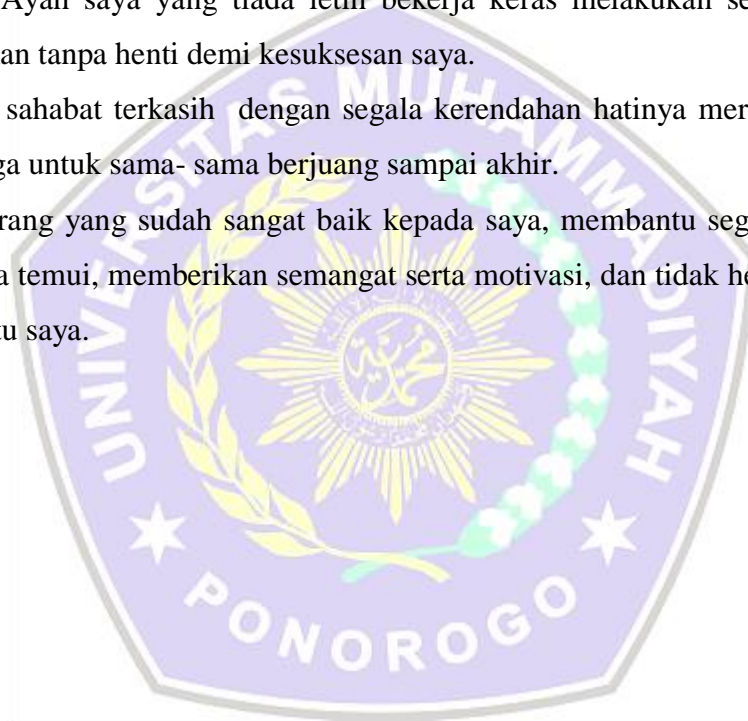 Ayah saya yang tiada letih bekerja keras melakukan se
an tanpa henti demi kesuksesan saya.
sahabat terkasih dengan segala kerendahan hatinya mer
ga untuk sama- sama berjuang sampai akhir.
rang yang sudah sangat baik kepada saya, membantu seg
a temui, memberikan semangat serta motivasi, dan tidak he
u saya.
UNIVERSITAS MUHAMMADIYAH
محمدية
PONOROGO